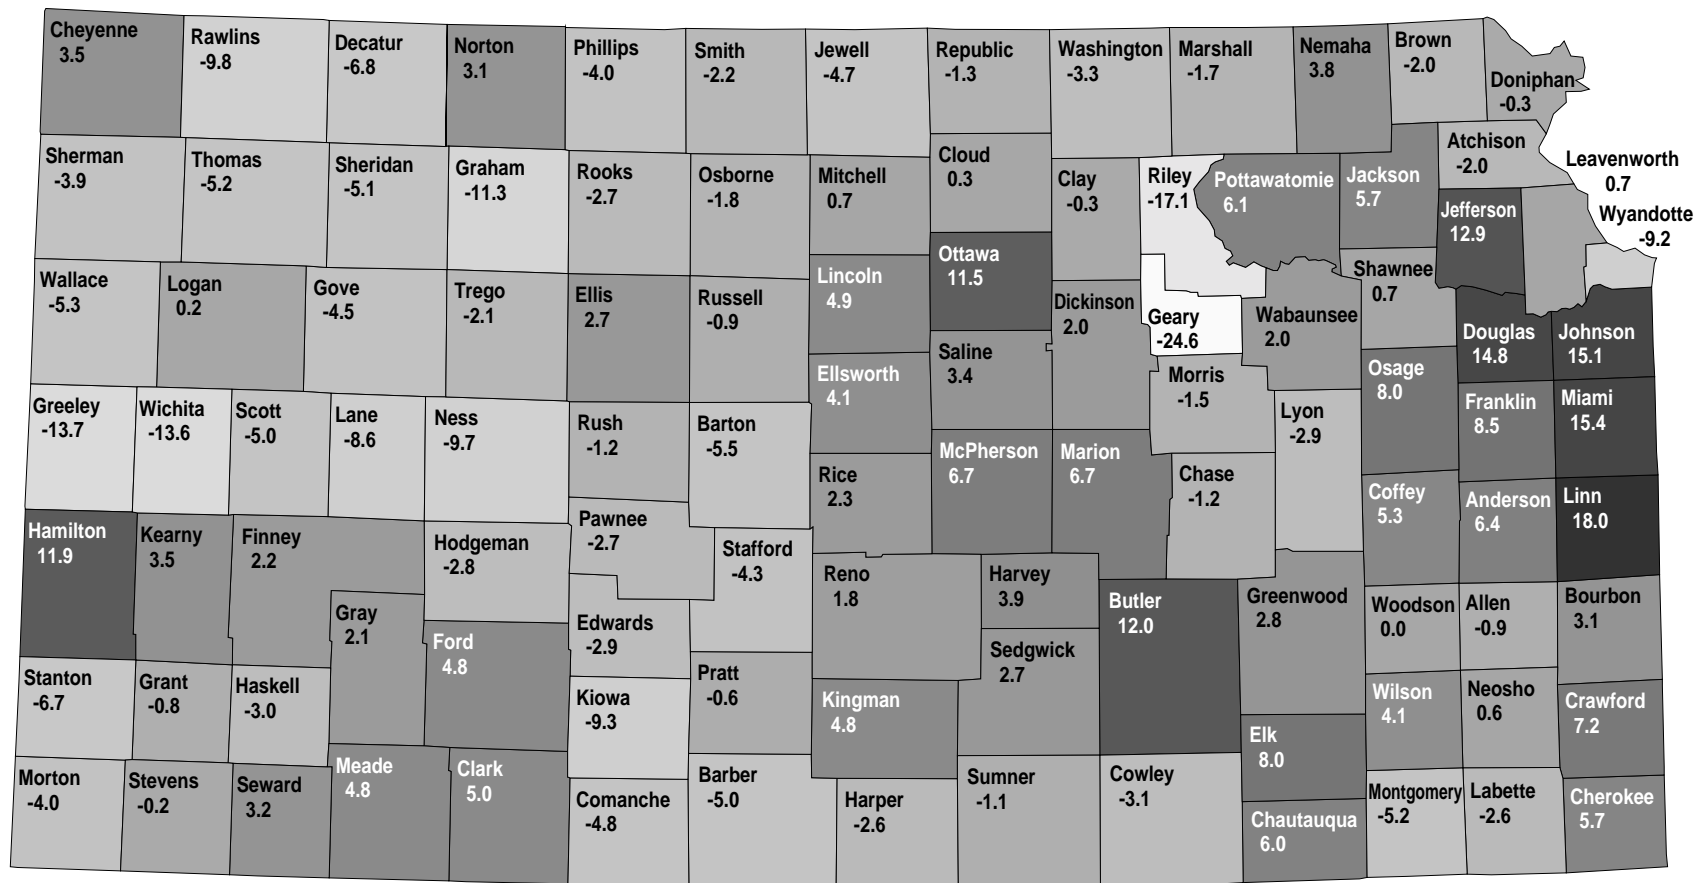 Cheyenne
3.5
Rawlins
-9.8
Decatur
-6.8
Norton
3.1
Phillips
-4.0
Smith
-2.2
Jewell
-4.7
Republic
-1.3
Washington
-3.3
Marshall
-1.7
Nemaha
3.8
Brown
-2.0
Doniphan
-0.3
Sherman
-3.9
Thomas
-5.2
Sheridan
-5.1
Graham
-11.3
Rooks
-2.7
Osborne
-1.8
Mitchell
0.7
Cloud
0.3
Clay
-0.3
Riley
-17.1
Pottawatomie
6.1
Jackson
5.7
Atchison
-2.0
Leavenworth
0.7
Jefferson
12.9
Wyandotte
-9.2
Wallace
-5.3
Logan
0.2
Gove
-4.5
Trego
-2.1
Ellis
2.7
Russell
-0.9
Lincoln
4.9
Ottawa
11.5
Dickinson
2.0
Geary
-24.6
Wabaunsee
2.0
Shawnee
0.7
Douglas
14.8
Johnson
15.1
Saline
3.4
Ellsworth
4.1
Morris
-1.5
Osage
8.0
Greeley
-13.7
Wichita
-13.6
Scott
-5.0
Lane
-8.6
Ness
-9.7
Rush
-1.2
Barton
-5.5
Lyon
-2.9
Franklin
8.5
Miami
15.4
Rice
2.3
McPherson
6.7
Marion
6.7
Chase
-1.2
Coffey
5.3
Anderson
6.4
Linn
18.0
Hamilton
11.9
Kearny
3.5
Finney
2.2
Hodgeman
-2.8
Pawnee
-2.7
Stafford
-4.3
Reno
1.8
Harvey
3.9
Butler
12.0
Greenwood
2.8
Woodson
0.0
Allen
-0.9
Bourbon
3.1
Gray
2.1
Ford
4.8
Edwards
-2.9
Sedgwick
2.7
Stanton
-6.7
Grant
-0.8
Haskell
-3.0
Kiowa
-9.3
Pratt
-0.6
Kingman
4.8
Wilson
4.1
Neosho
0.6
Crawford
7.2
Elk
8.0
Morton
-4.0
Stevens
-0.2
Seward
3.2
Meade
4.8
Clark
5.0
Comanche
-4.8
Barber
-5.0
Harper
-2.6
Sumner
-1.1
Cowley
-3.1
Chautauqua
6.0
Montgomery
-5.2
Labette
-2.6
Cherokee
5.7